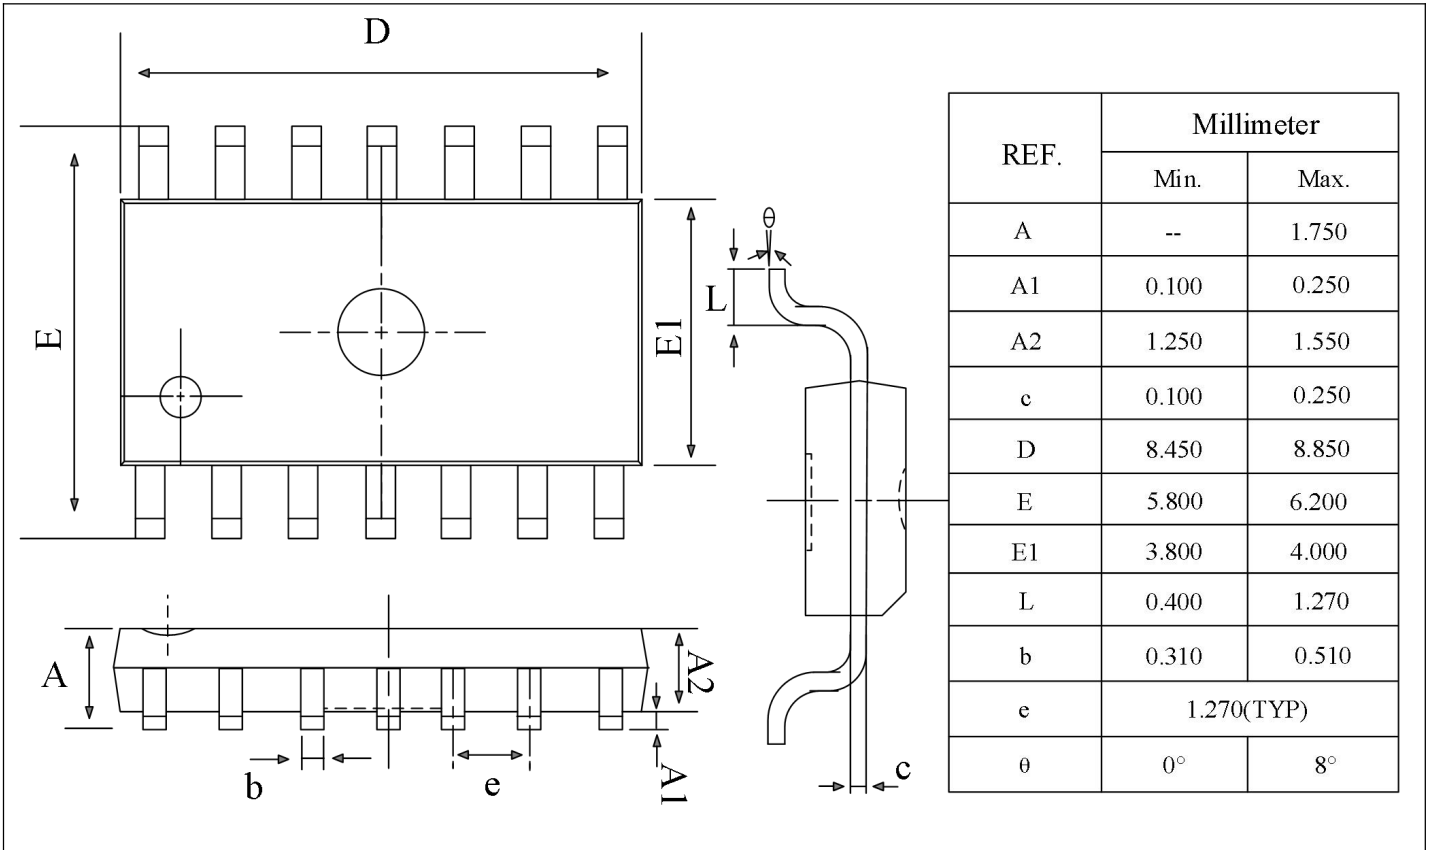 D
E
E1
L
θ
A
A2
b
e
A1
c
REF. Millimeter
Min. Max.
A -- 1.750
A1 0.100 0.250
A2 1.250 1.550
c 0.100 0.250
D 8.450 8.850
E 5.800 6.200
E1 3.800 4.000
L 0.400 1.270
b 0.310 0.510
e 1.270(TYP)
θ 0° 8°